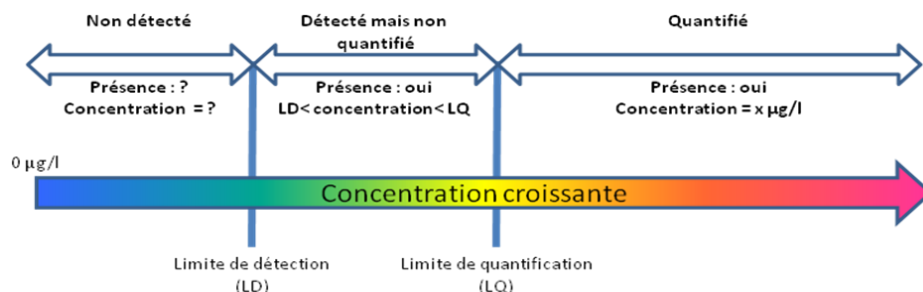 Non détecté
Détecté mais non
quantifié
Quantifié
Présence : ?
Concentration = ?
Présence : oui
LD< concentration< LQ
Présence : oui
Concentration = x µg/l
0 µg/l
Concentration croissante
Limite de détection
(LD)
Limite de quantification
(LQ)